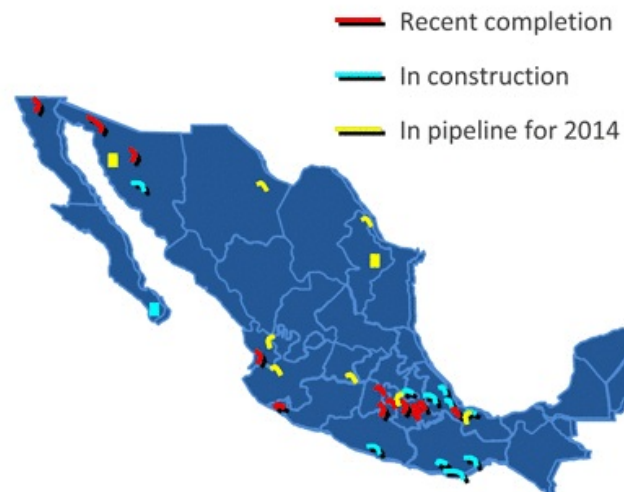 Recent completion
In construction
In pipeline for 2014